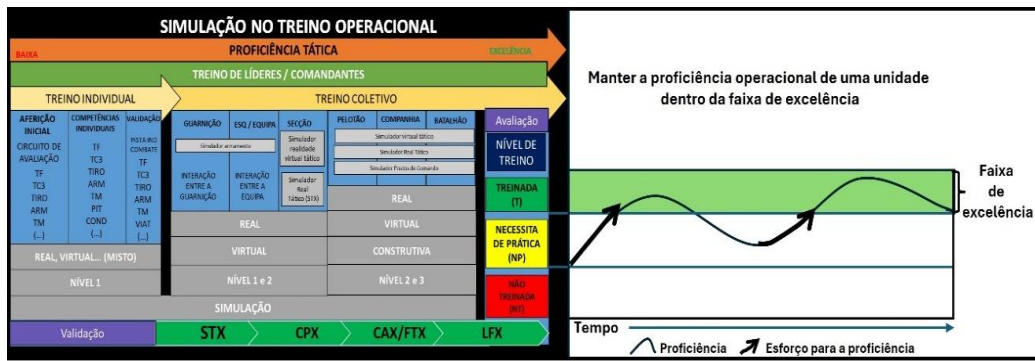 SIMULAÇÃO NO TREINO OPERACIONAL
BAIXA
PROFICIÊNCIA TÁTICA
EXCELÊNCIA
TREINO DE LÍDERES / COMANDANTES
TREINO INDIVIDUAL
TREINO COLETIVO
AFERIÇÃO
INICIAL
CIRCUITO DE
AVALIAÇÃO
TF
TC3
TIRO
ARM
TM
(...)
COMPETÊNCIAS
INDIVIDUAIS
TF
TC3
TIRO
ARM
TM
PIT
COND
(...)
VALIDAÇÃO
COMBATE
TF
TC3
TIRO
ARM
TM
VIAT
(...)
REAL, VIRTUAL... (MISTO)
NÍVEL 1
GUARNIÇÃO
ESQ / EQUIPA
SECÇÃO
Simulador armamento
INTERAÇÃO
ENTRE A
GUARNIÇÃO
INTERAÇÃO
ENTRE A
EQUIPA
Simulador
realidade
virtual tático
Simulador
Real
Tático (STX)
REAL
VIRTUAL
NÍVEL 1 e 2
PELOTÃO
COMPANHIA
BATALHÃO
Simulador virtual tático
Simulador Real Tático
Simulador Postos de Comando
REAL
VIRTUAL
CONSTRUTIVA
NÍVEL 2 e 3
SIMULAÇÃO
Avaliação
NÍVEL DE
TREINO
TREINADA
(T)
NECESSITA
DE PRÁTICA
(NP)
NÃO
TREINADA
(NT)
Validação
STX
CPX
CAX/FTX
LFX
Manter a proficiência operacional de uma unidade
dentro da faixa de excelência
Faixa
de
excelência
Tempo
Proficiência
Esforço para a proficiência